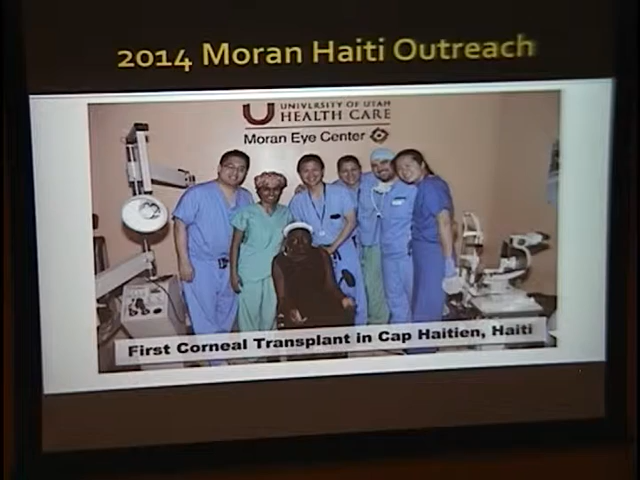 2014 Moran Haiti Outreach
UNIVERSITY OF UTAH
HEALTH CARE
Moran Eye Center
First Corneal Transplant in Cap Haitien, Haiti